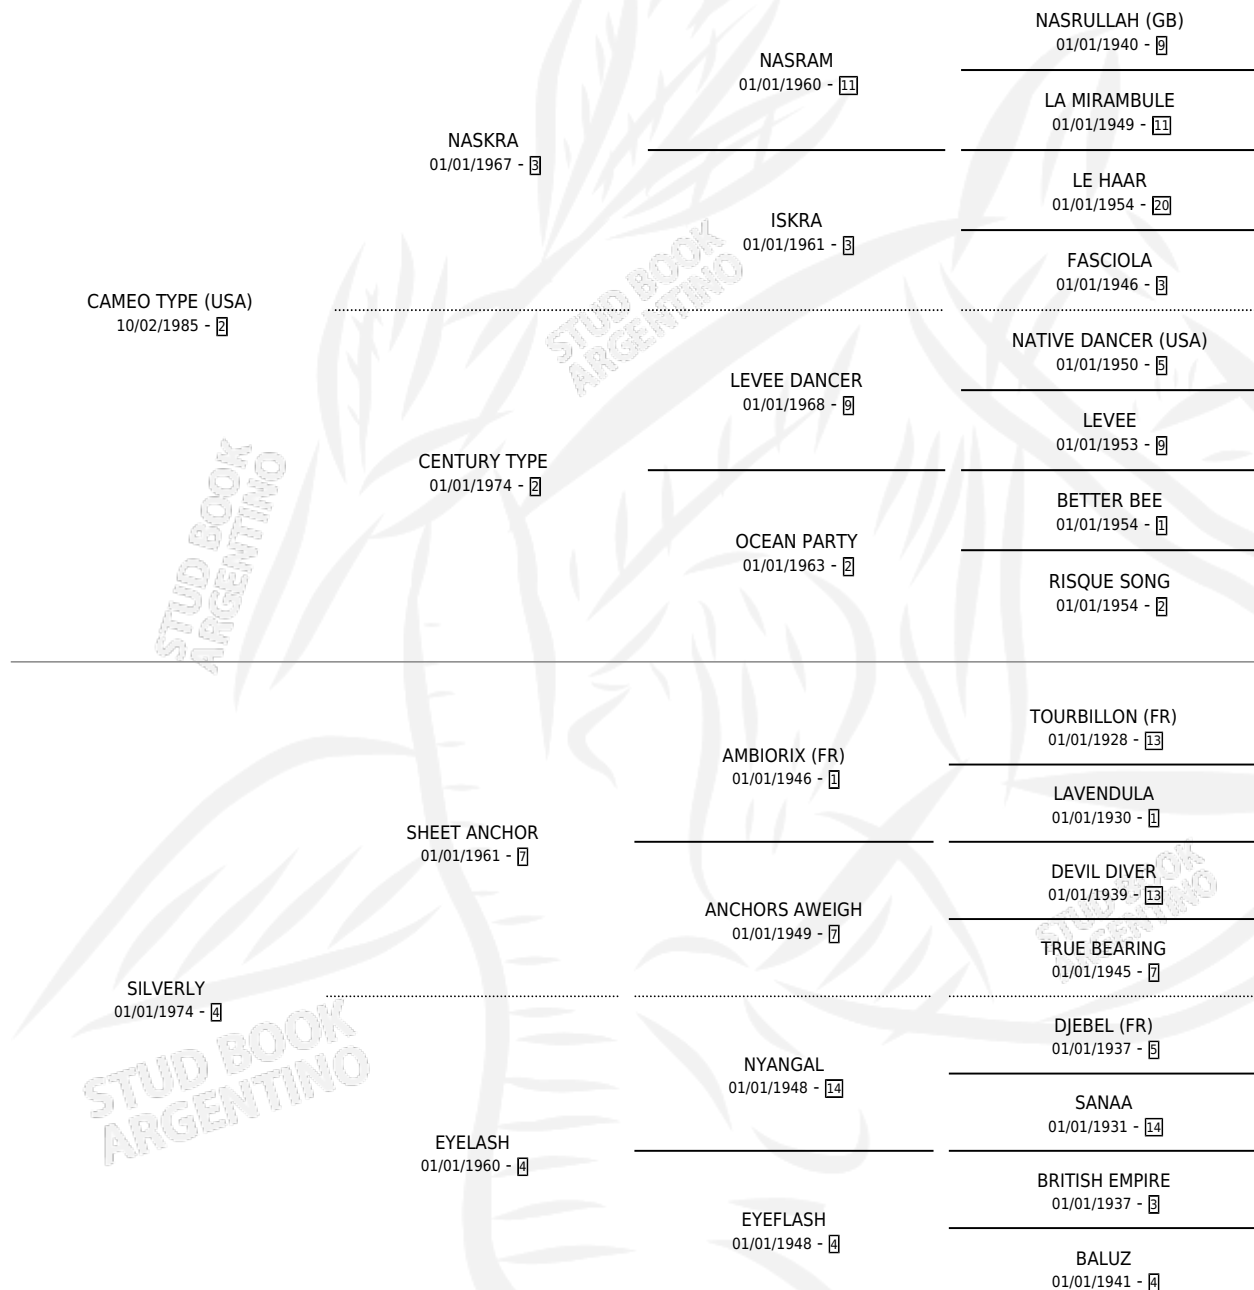 NASRULLAH (GB)
01/01/1940 - 9
NASRAM
01/01/1960 - 11
LA MIRAMBULE
01/01/1949 - 11
NASKRA
01/01/1967 - 3
LE HAAR
01/01/1954 - 20
ISKRA
01/01/1961 - 3
FASCIOLA
01/01/1946 - 3
CAMEO TYPE (USA)
10/02/1985 - 2
NATIVE DANCER (USA)
01/01/1950 - 5
LEVEE DANCER
01/01/1968 - 9
LEVEE
01/01/1953 - 9
CENTURY TYPE
01/01/1974 - 2
BETTER BEE
01/01/1954 - 1
OCEAN PARTY
01/01/1963 - 2
RISQUE SONG
01/01/1954 - 2
STUD BOOK
ARGENTINO
STUD BOOK
ARGENTINO
TOURBILLON (FR)
01/01/1928 - 13
AMBIORIX (FR)
01/01/1946 - 1
LAVENDULA
01/01/1930 - 1
SHEET ANCHOR
01/01/1961 - 7
DEVIL DIVER
01/01/1939 - 13
ANCHORS AWEIGH
01/01/1949 - 7
TRUE BEARING
01/01/1945 - 7
STUD BOOK
ARGENTINO
SILVERLY
01/01/1974 - 4
DJEBEL (FR)
01/01/1937 - 5
NYANGAL
01/01/1948 - 14
SANAA
01/01/1931 - 14
EYELASH
01/01/1960 - 4
BRITISH EMPIRE
01/01/1937 - 3
EYEFLASH
01/01/1948 - 4
BALUZ
01/01/1941 - 4
STUD BOOK
ARGENTINO